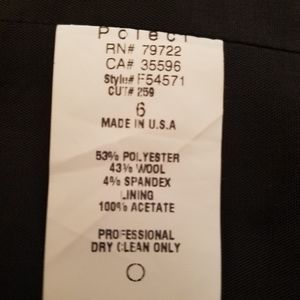 Poleci
RN# 79722
CA# 35596
Style# F54571
CUT# 259
6
MADE IN U.S.A
53% POLYESTER
43% WOOL
4% SPANDEX
LINING
100% ACETATE
PROFESSIONAL
DRY CLEAN ONLY